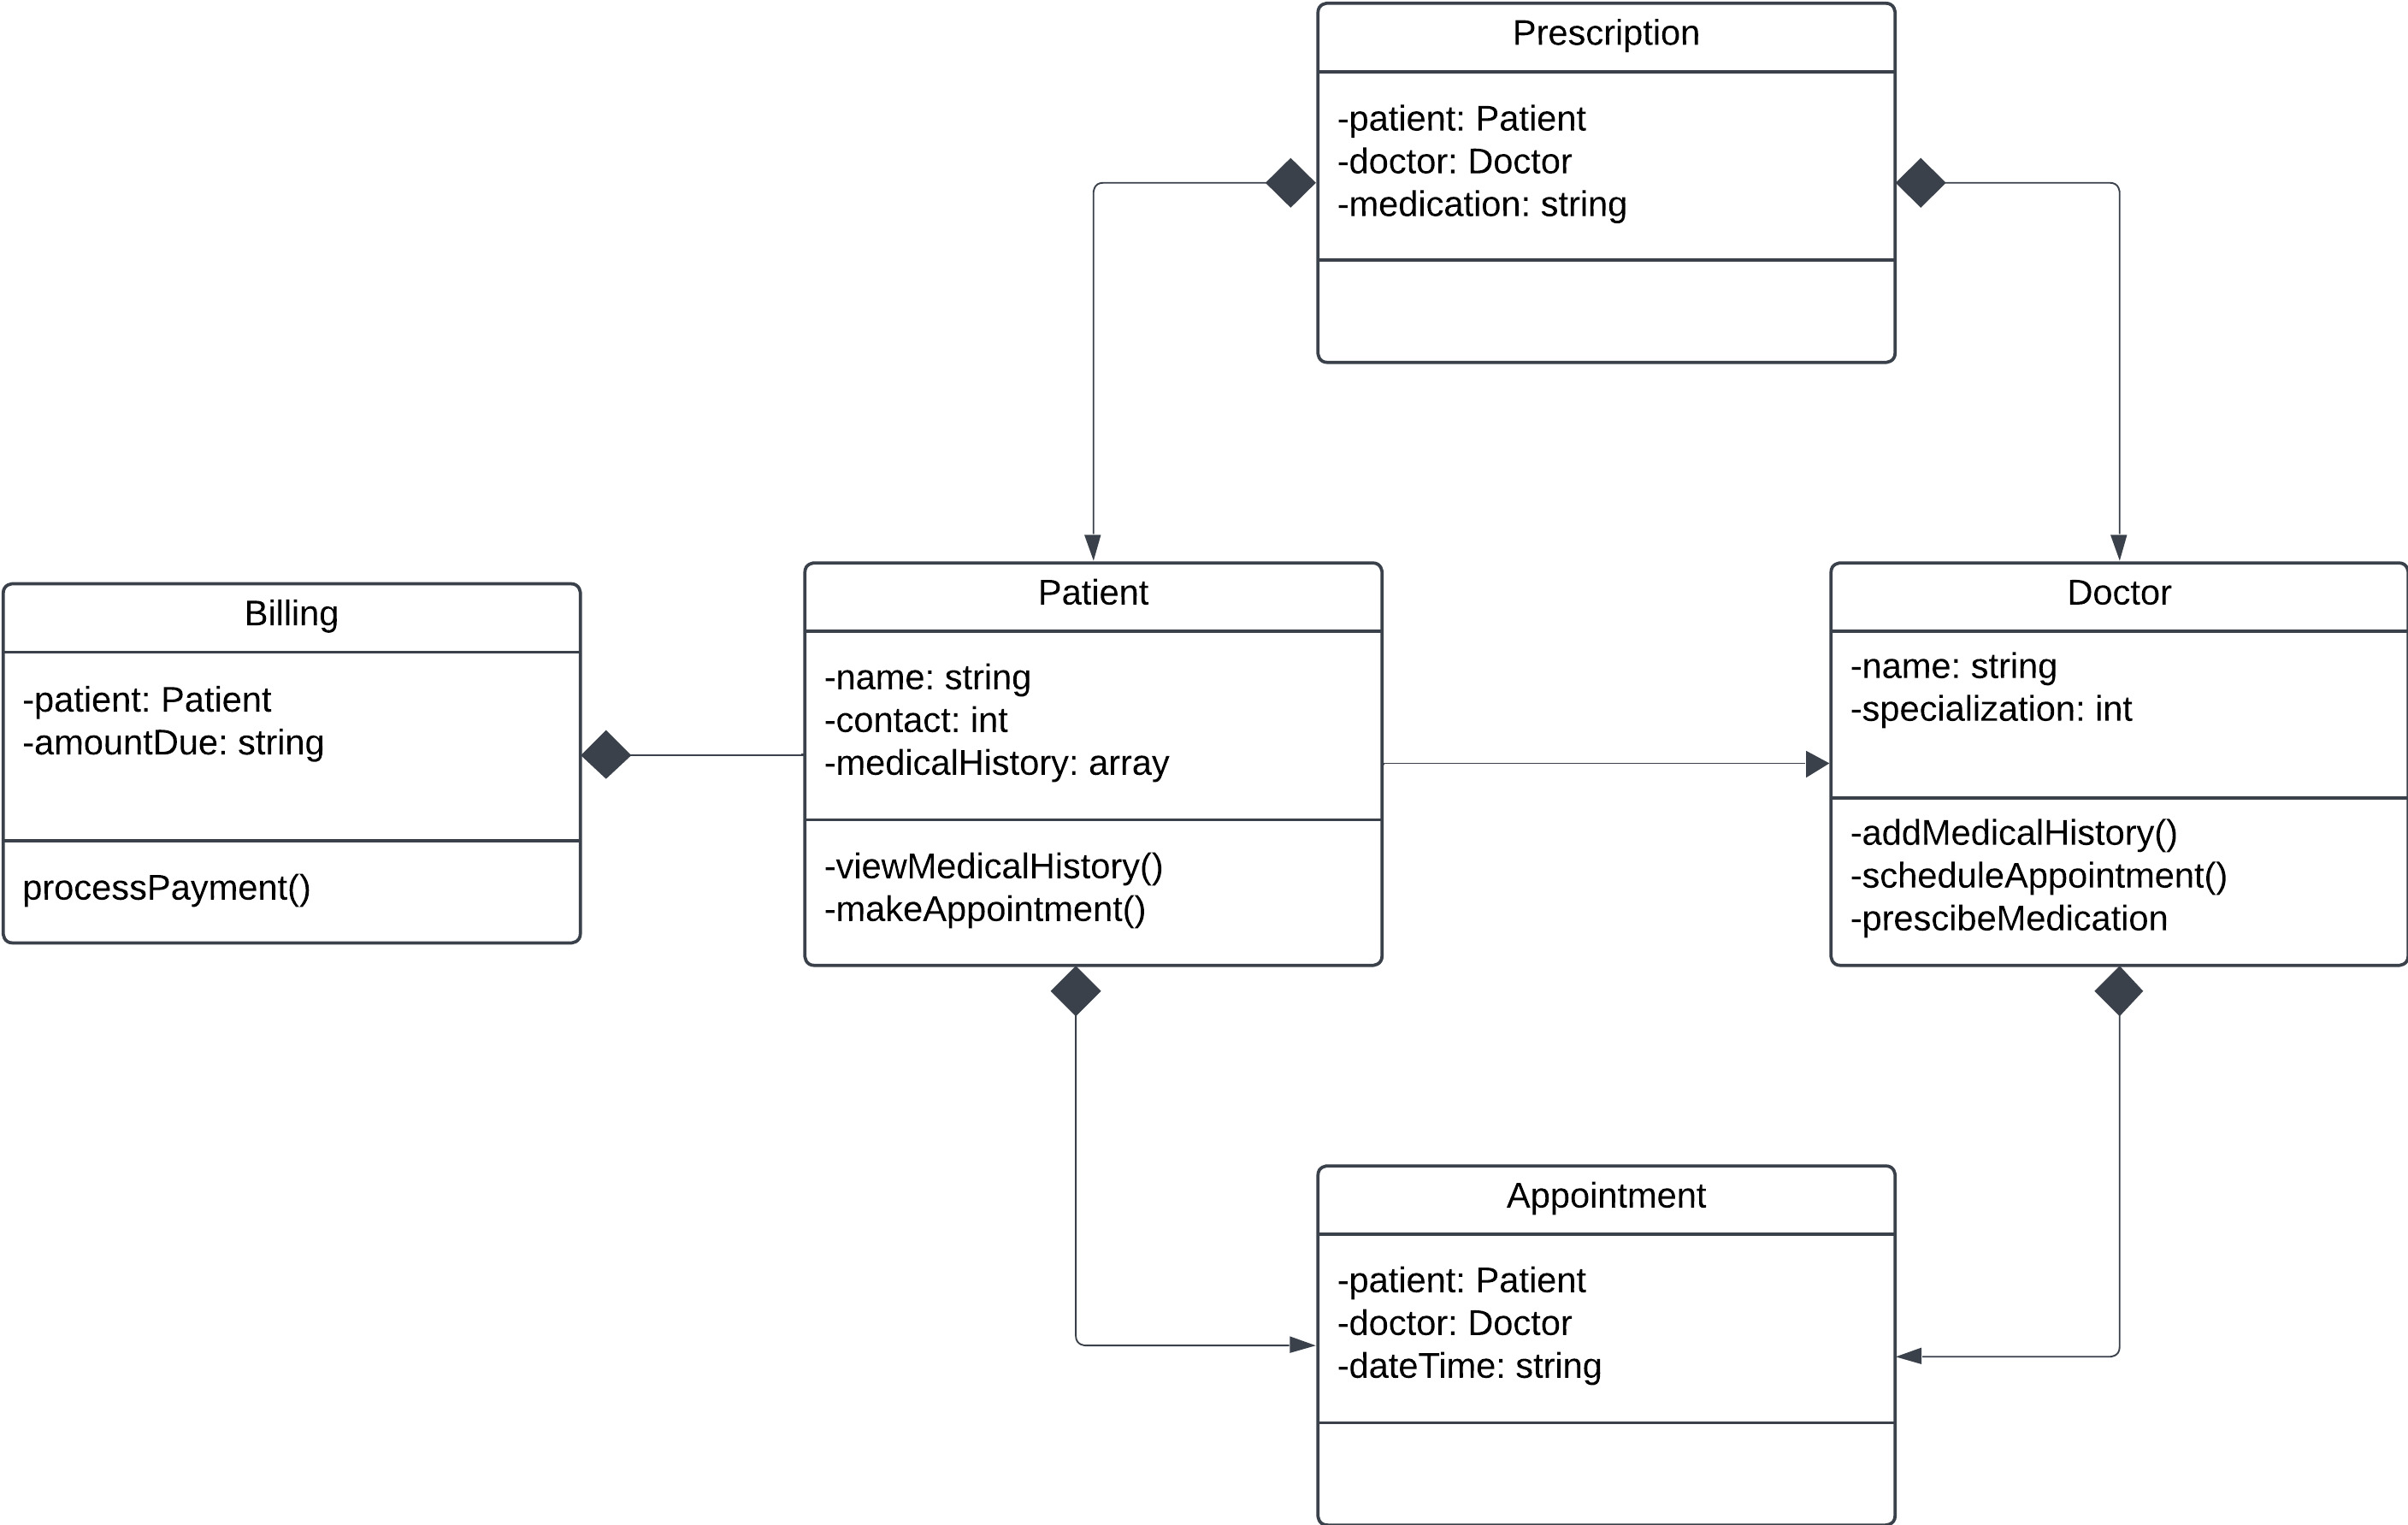 Prescription
-patient: Patient
-doctor: Doctor
-medication: string
Billing
-patient: Patient
-amountDue: string
processPayment()
Patient
-name: string
-contact: int
-medicalHistory: array
-viewMedicalHistory()
-makeAppointment()
Doctor
-name: string
-specialization: int
-addMedicalHistory()
-scheduleAppointment()
-prescibeMedication
Appointment
-patient: Patient
-doctor: Doctor
-dateTime: string